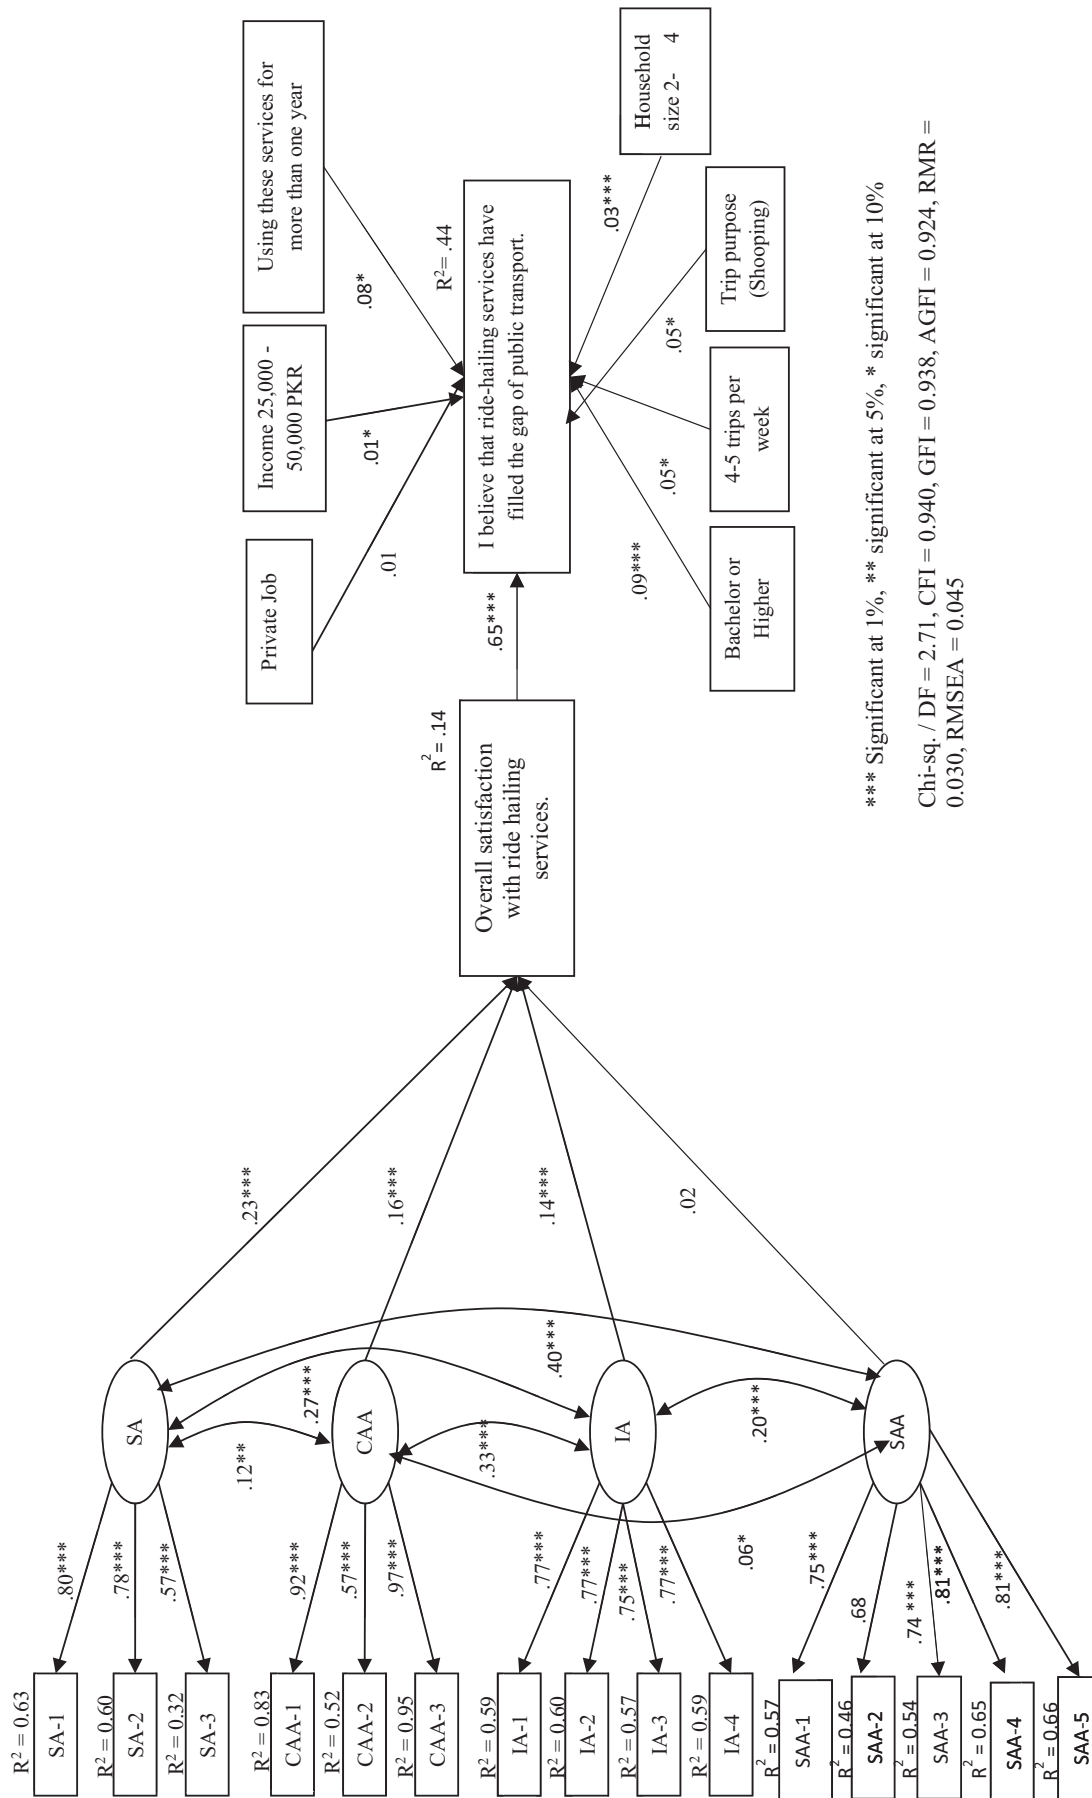 R² = 0.63
SA-1
R² = 0.60
SA-2
R² = 0.32
SA-3
R² = 0.83
CAA-1
R² = 0.52
CAA-2
R² = 0.95
CAA-3
R² = 0.59
IA-1
R² = 0.60
IA-2
R² = 0.57
IA-3
R² = 0.59
IA-4
R² = 0.57
SAA-1
R² = 0.46
SAA-2
R² = 0.54
SAA-3
R² = 0.65
SAA-4
R² = 0.66
SAA-5
.80***
.78***
.57***
.92***
.57***
.97***
.77***
.77***
.75***
.77***
.75***
.68
.74 ***
.81***
.81***
SA
CAA
IA
SAA
.12**
.27***
.33***
.40***
.20***
.06*
.23***
.16***
.14***
.02
R² = .14
Overall satisfaction
with ride hailing
services.
.65***
Private Job
Income 25,000 -
50,000 PKR
Using these services for
more than one year
.01
.01*
.08*
R²= .44
I believe that ride-hailing services have
filled the gap of public transport.
.09***
.05*
.05*
.03***
Bachelor or
Higher
4-5 trips per
week
Trip purpose
(Shooping)
Household
size 2- 4
*** Significant at 1%, ** significant at 5%, * significant at 10%
Chi-sq. / DF = 2.71, CFI = 0.940, GFI = 0.938, AGFI = 0.924, RMR =
0.030, RMSEA = 0.045